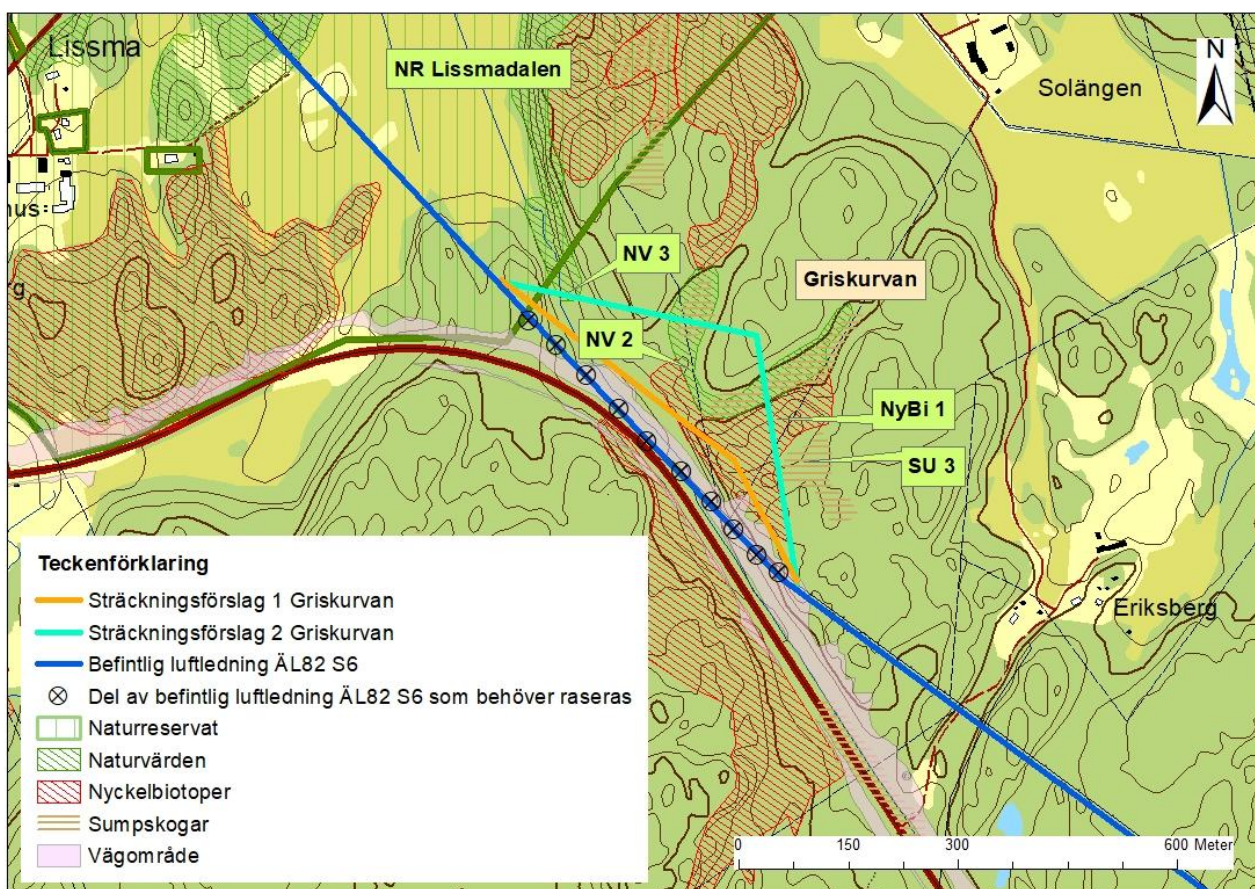 Lissma
NR Lissmadalen
N
Solängen
nus:
NV 3
g
Griskurvan
NV 2
NyBi 1
SU 3
Teckenförklaring
Sträckningsförslag 1 Griskurvan
Sträckningsförslag 2 Griskurvan
Befintlig luftledning ÄL82 S6
Del av befintlig luftledning ÄL82 S6 som behöver raseras
Naturreservat
Naturvärden
Nyckelbiotoper
Sumpskogar
Vägområde
Eriksberg
0 150 300 600 Meter